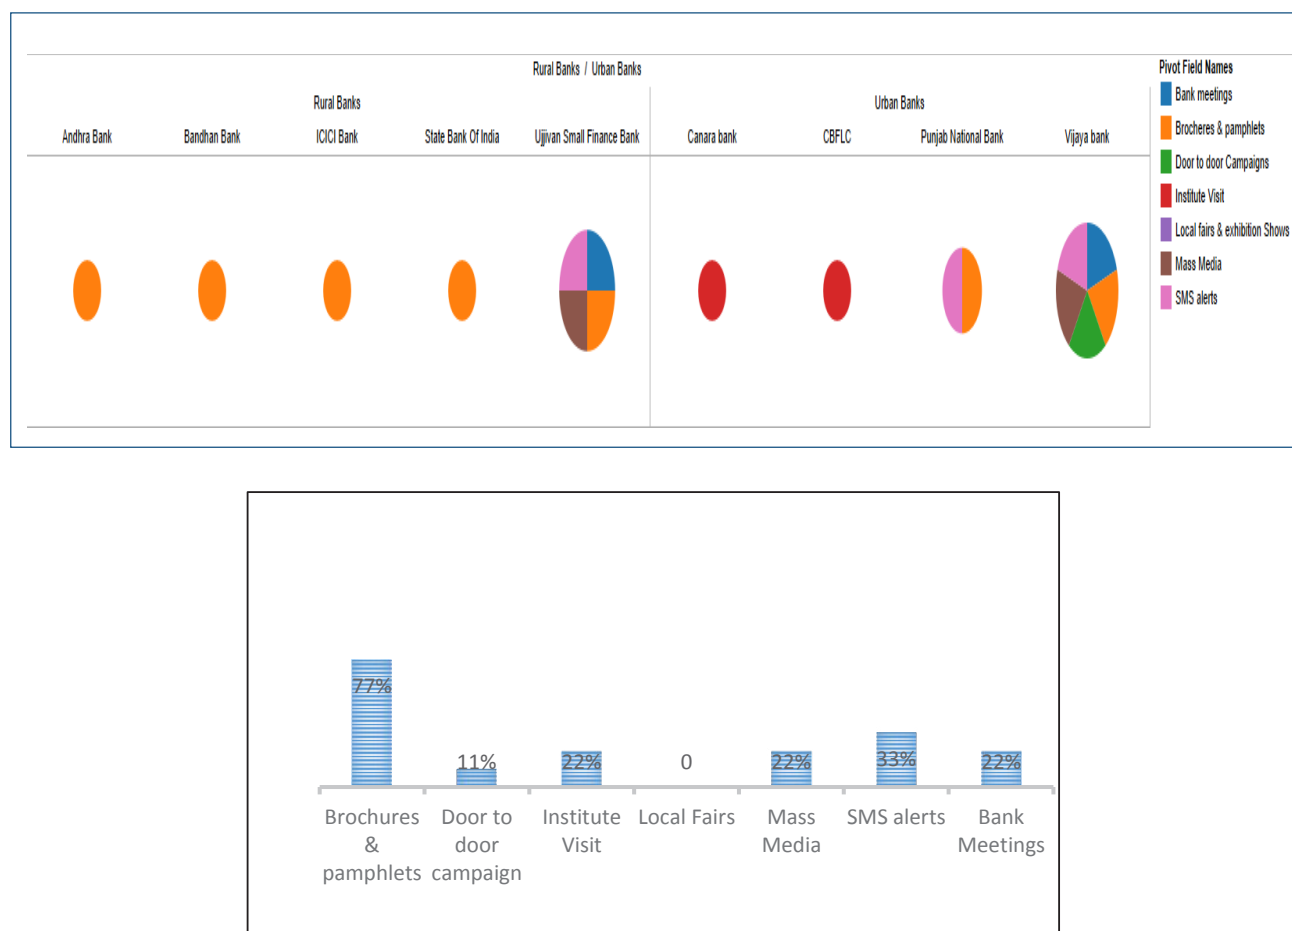 Rural Banks / Urban Banks
Rural Banks
Urban Banks
Andhra Bank
Bandhan Bank
ICICI Bank
State Bank Of India
Ujjivan Small Finance Bank
Canara bank
CBFLC
Punjab National Bank
Vijaya bank
Pivot Field Names
Bank meetings
Brocheres & pamphlets
Door to door Campaigns
Institute Visit
Local fairs & exhibition Shows
Mass Media
SMS alerts
77%
11%
22%
0
22%
33%
22%
Brochures
&
pamphlets
Door to
door
campaign
Institute
Visit
Local Fairs
Mass
Media
SMS alerts
Bank
Meetings